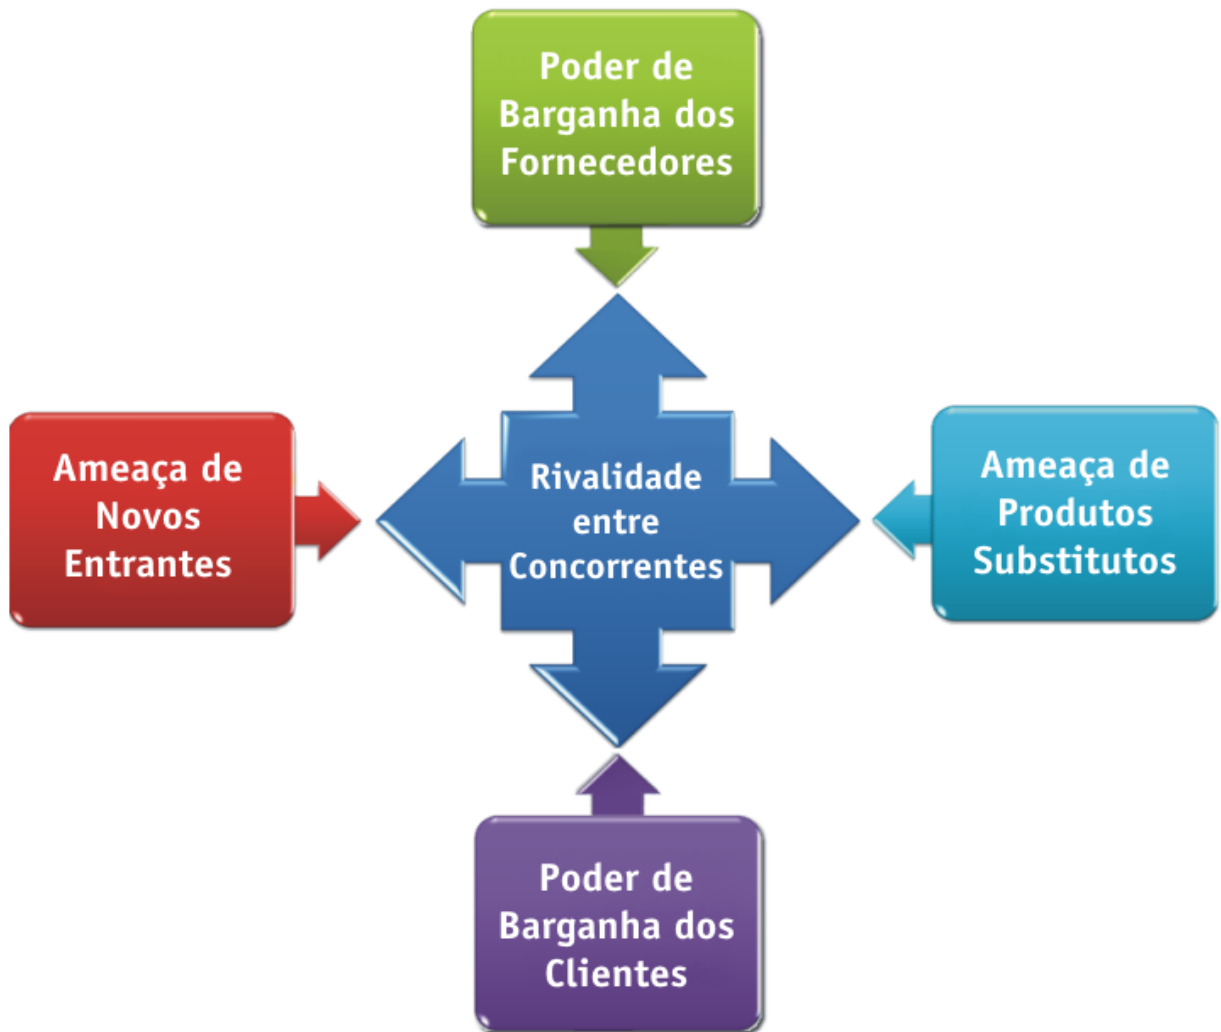 Poder de
Barganha dos
Fornecedores
Ameaça de
Novos
Entrantes
Rivalidade
entre
Concorrentes
Ameaça de
Produtos
Substitutos
Poder de
Barganha dos
Clientes